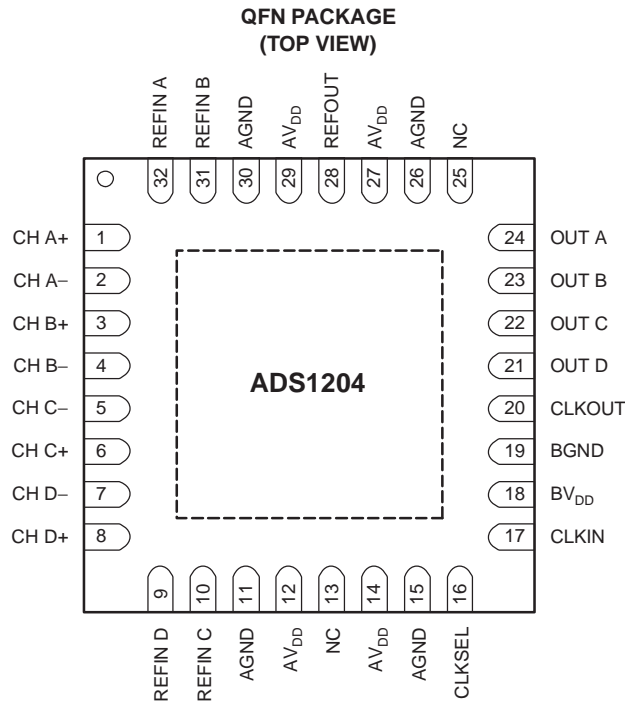 QFN PACKAGE
(TOP VIEW)
REFIN A
REFIN B
AGND
AVDD
REFOUT
AVDD
AGND
NC
32
31
30
29
28
27
26
25
CH A+ 1
CH A− 2
CH B+ 3
CH B− 4
CH C− 5
CH C+ 6
CH D− 7
CH D+ 8
ADS1204
24 OUT A
23 OUT B
22 OUT C
21 OUT D
20 CLKOUT
19 BGND
18 BVDD
17 CLKIN
9
10
11
12
13
14
15
16
REFIN D
REFIN C
AGND
AVDD
NC
AVDD
AGND
CLKSEL